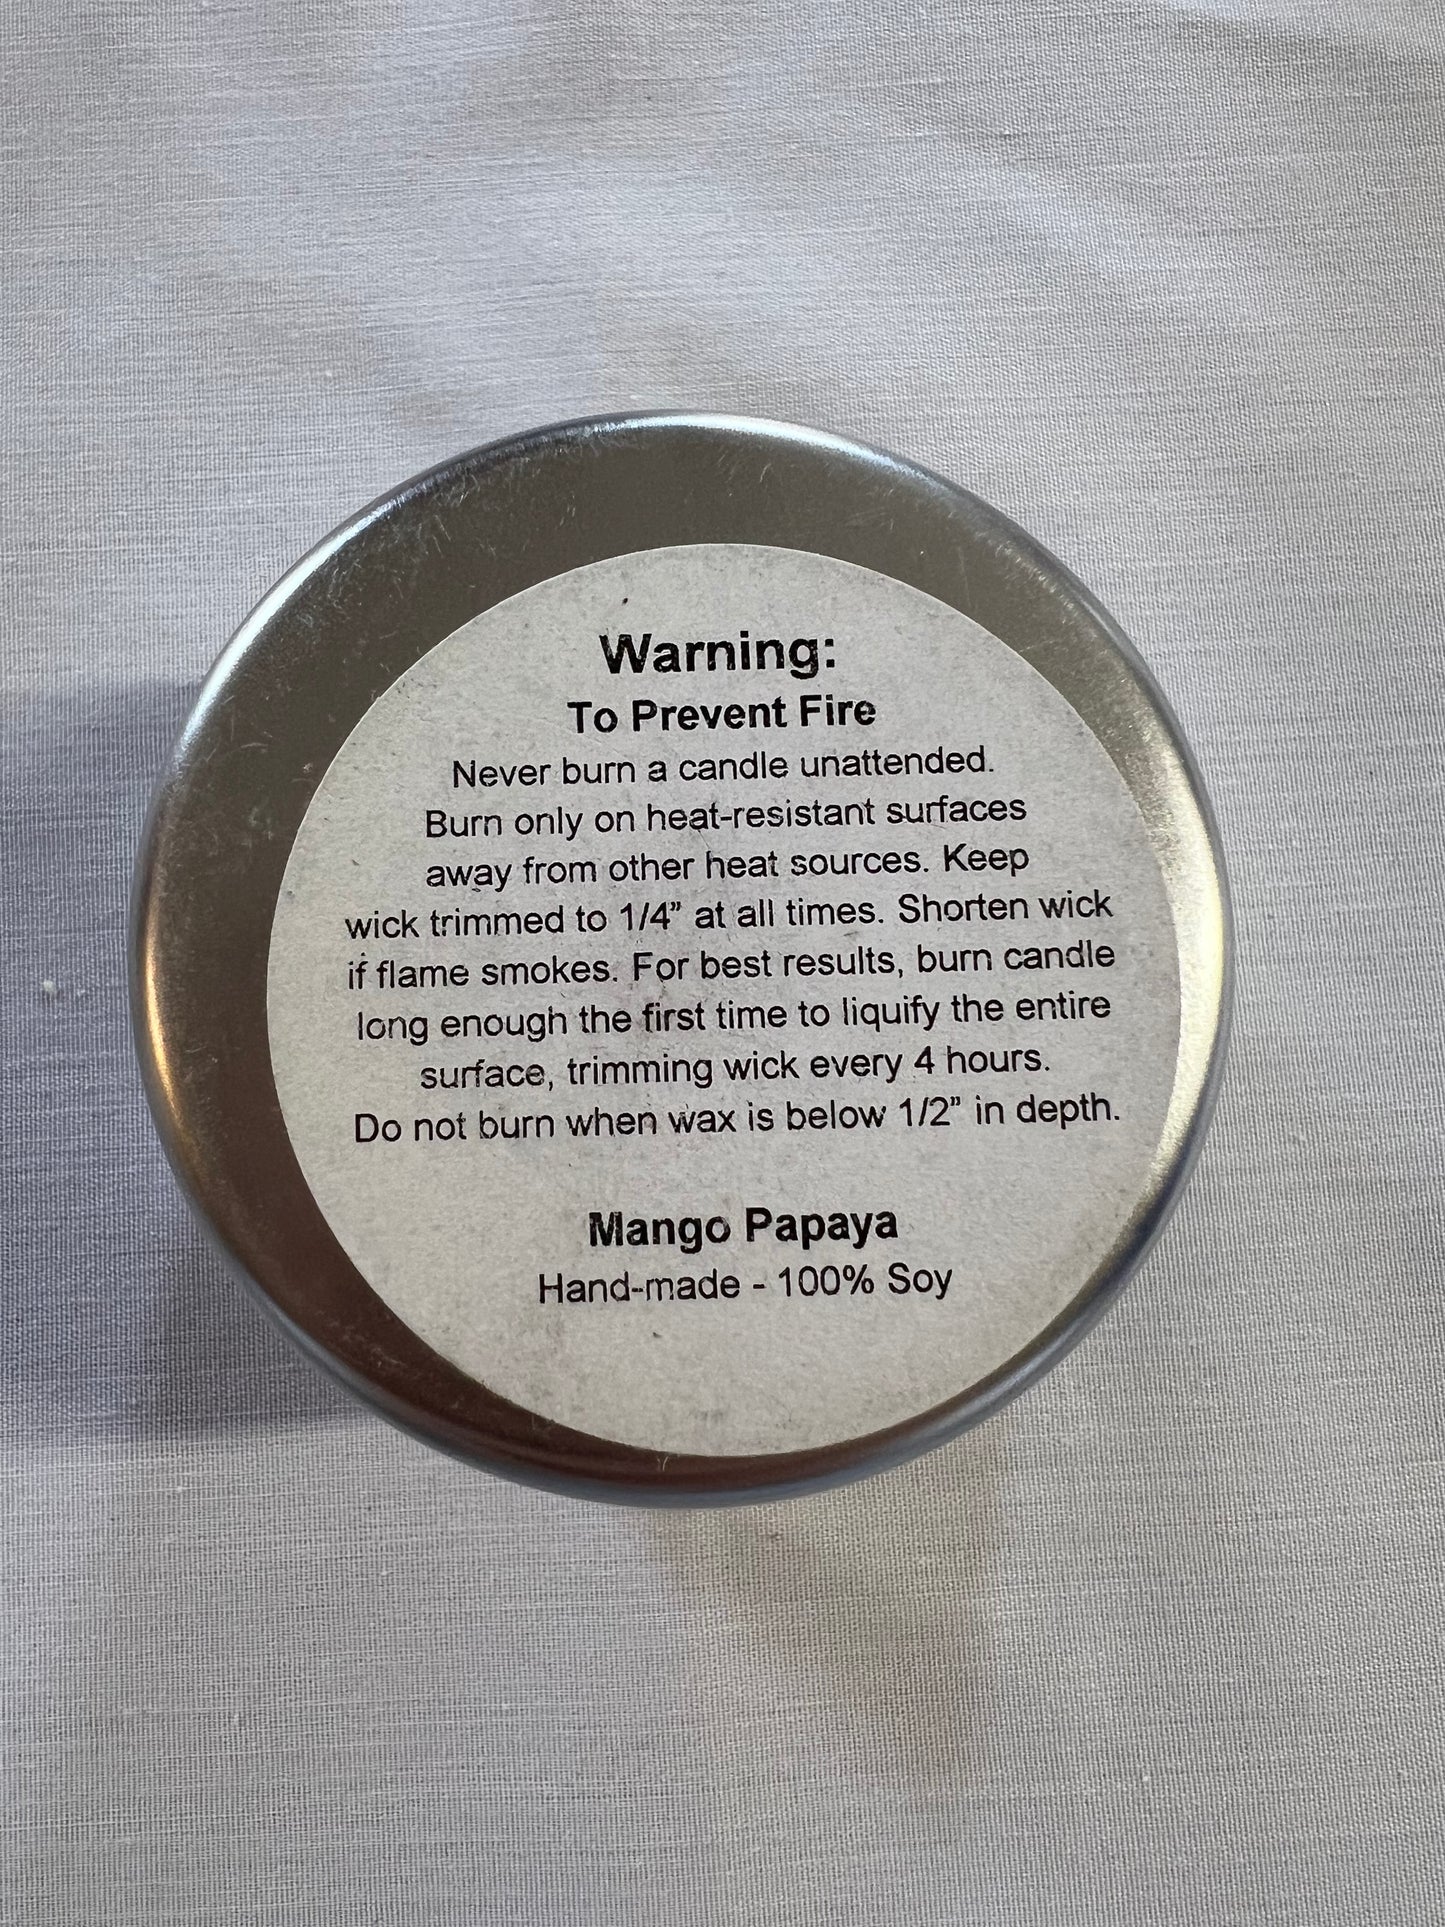 Warning:
To Prevent Fire
Never burn a candle unattended.
Burn only on heat-resistant surfaces
away from other heat sources. Keep
wick trimmed to 1/4” at all times. Shorten wick
if flame smokes. For best results, burn candle
long enough the first time to liquify the entire
surface, trimming wick every 4 hours.
Do not burn when wax is below 1/2” in depth.
Mango Papaya
Hand-made - 100% Soy